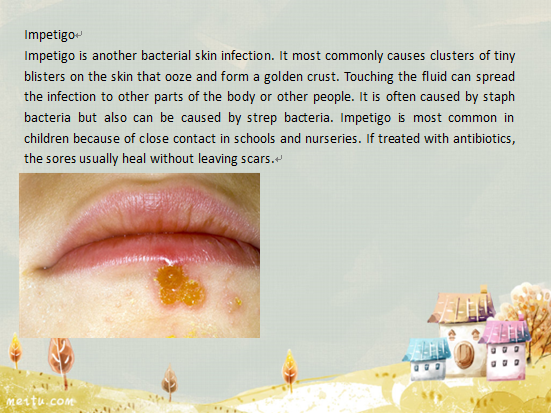 Impetigo
Impetigo is another bacterial skin infection. It most commonly causes clusters of tiny
blisters on the skin that ooze and form a golden crust. Touching the fluid can spread
the infection to other parts of the body or other people. It is often caused by staph
bacteria but also can be caused by strep bacteria. Impetigo is most common in
children because of close contact in schools and nurseries. If treated with antibiotics,
the sores usually heal without leaving scars.
meitu.com